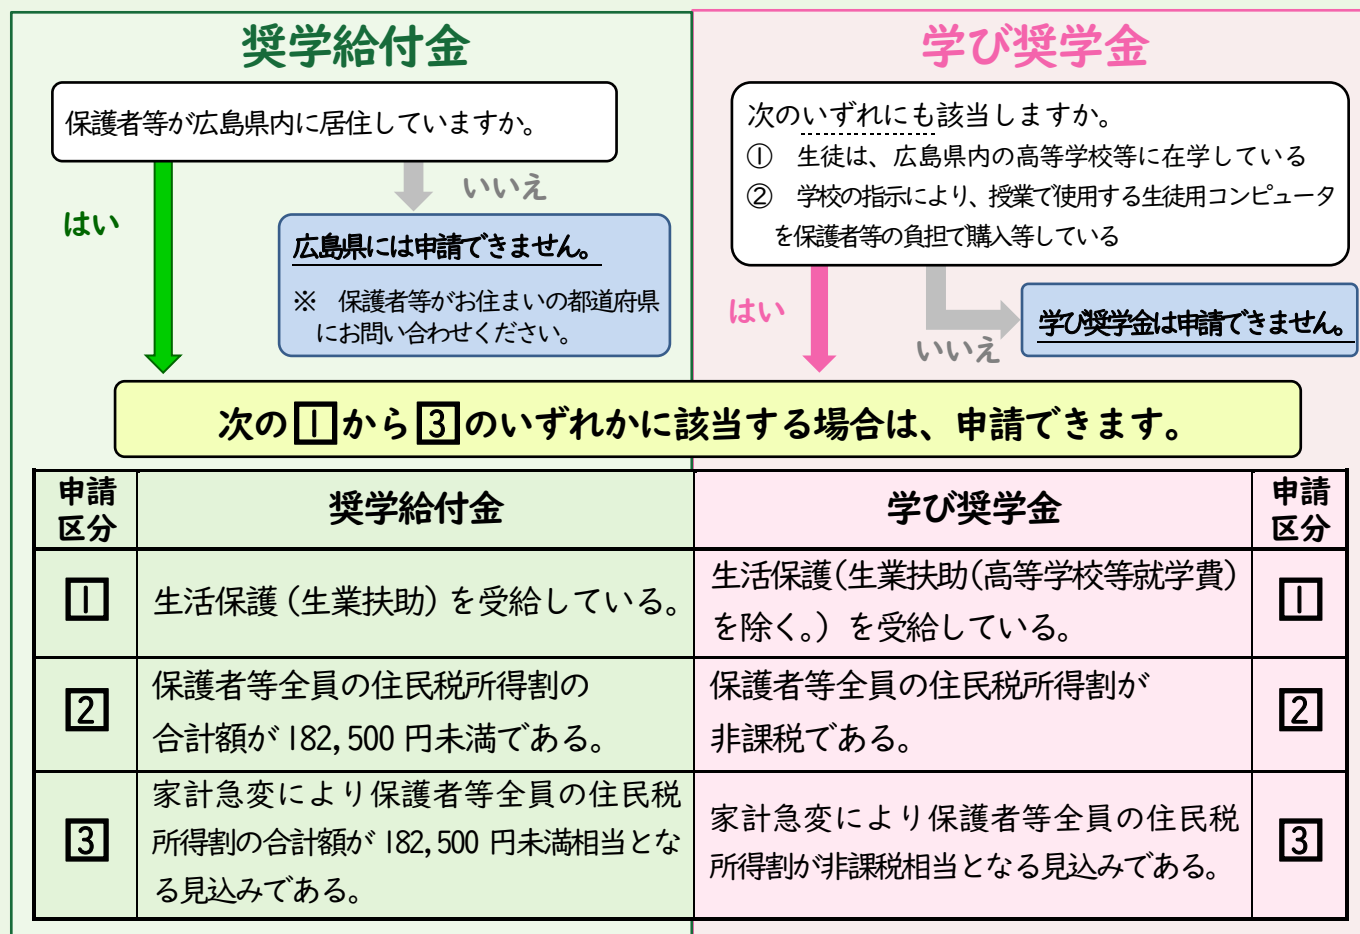 奨学給付金
保護者等が広島県内に居住していますか。
はい
いいえ
広島県には申請できません。
※ 保護者等がお住まいの都道府県
にお問い合わせください。
学び奨学金
次のいずれにも該当しますか。
① 生徒は、広島県内の高等学校等に在学している
② 学校の指示により、授業で使用する生徒用コンピュータ
を保護者等の負担で購入等している
はい
いいえ
学び奨学金は申請できません。
次の1から3のいずれかに該当する場合は、申請できます。
申請
区分
奨学給付金
学び奨学金
申請
区分
1
生活保護(生業扶助)を受給している。
生活保護(生業扶助(高等学校等就学費)
を除く。)を受給している。
1
2
保護者等全員の住民税所得割の
合計額が182,500円未満である。
保護者等全員の住民税所得割が
非課税である。
2
3
家計急変により保護者等全員の住民税
所得割の合計額が182,500円未満相当とな
る見込みである。
家計急変により保護者等全員の住民税
所得割が非課税相当となる見込みである。
3